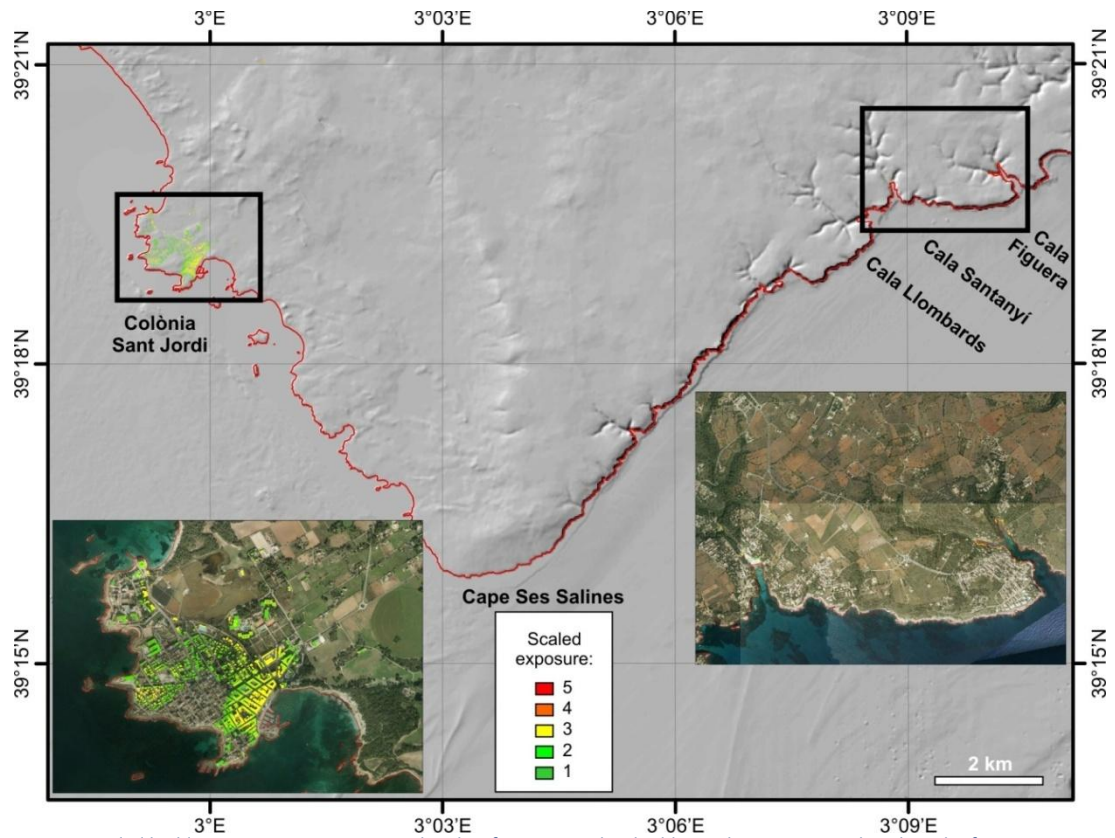 3°E 3°03'E 3°06'E 3°09'E
39°21'N
39°21'N
Colònia
Sant Jordi
Cala
Figuera
Cala Santanyí
Cala Llombards
39°18'N
39°18'N
Cape Ses Salines
Scaled
exposure:
5
4
3
2
1
39°15'N
39°15'N
2 km
3°E 3°03'E 3°06'E 3°09'E